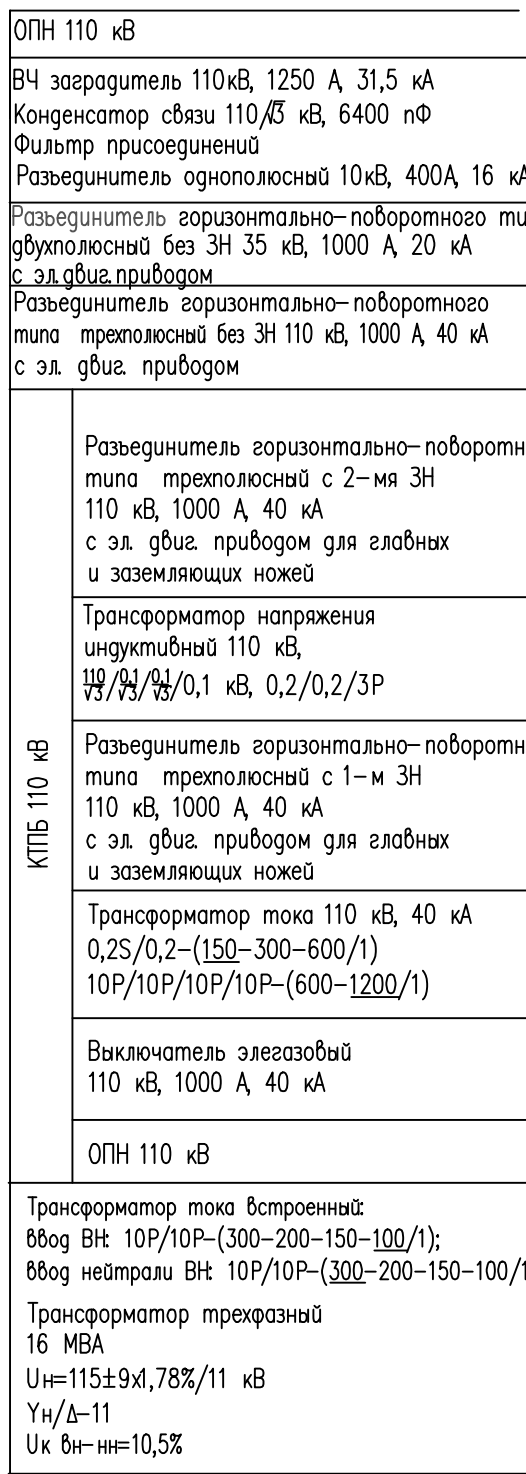 ОПН 110 кВ
ВЧ заградитель 110кВ, 1250 А, 31,5 кА
Конденсатор связи 110/√3 кВ, 6400 пФ
Фильтр присоединений
Разъединитель однополюсный 10кВ, 400А, 16 кА
Разъединитель горизонтально-поворотного ти
двухполюсный без ЗН 35 кВ, 1000 А, 20 кА
с эл.двиг.приводом
Разъединитель горизонтально-поворотного
типа трехполюсный без ЗН 110 кВ, 1000 А, 40 кА
с эл. двиг. приводом
КТПБ 110 кВ
Разъединитель горизонтально-поворотн
типа трехполюсный с 2-мя ЗН
110 кВ, 1000 А, 40 кА
с эл. двиг. приводом для главных
и заземляющих ножей
Трансформатор напряжения
индуктивный 110 кВ,
110/√3/0,1/√3/0,1/√3/0,1 кВ, 0,2/0,2/3Р
Разъединитель горизонтально-поворотн
типа трехполюсный с 1-м ЗН
110 кВ, 1000 А, 40 кА
с эл. двиг. приводом для главных
и заземляющих ножей
Трансформатор тока 110 кВ, 40 кА
0,2S/0,2-(150-300-600/1)
10Р/10Р/10Р/10Р-(600-1200/1)
Выключатель элегазовый
110 кВ, 1000 А, 40 кА
ОПН 110 кВ
Трансформатор тока встроенный:
ввод ВН: 10Р/10Р-(300-200-150-100/1);
ввод нейтрали ВН: 10Р/10Р-(300-200-150-100/1
Трансформатор трехфазный
16 МВА
Uн=115±9х1,78%/11 кВ
Yн/Δ-11
Uк вн-нн=10,5%